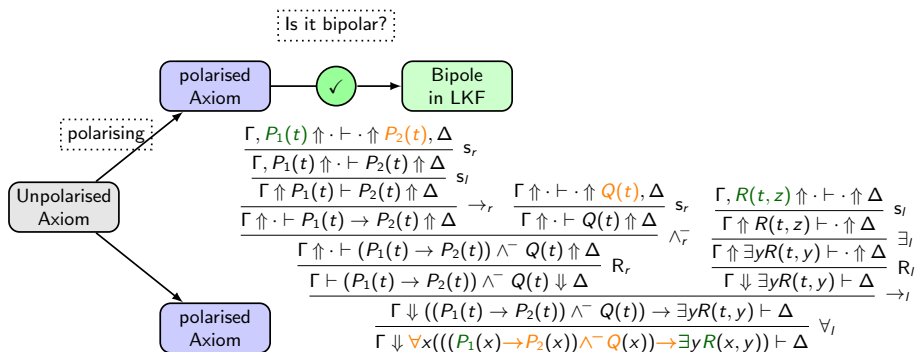 Is it bipolar?
polarised
Axiom
✓
Bipole
in LKF
polarising
Unpolarised
Axiom
polarised
Axiom
Γ, P₁(t) ⇑ · ⊢ · ⇑ P₂(t), Δ
s_r
Γ, P₁(t) ⇑ · ⊢ P₂(t) ⇑ Δ
s_l
Γ ⇑ P₁(t) ⊢ P₂(t) ⇑ Δ
→_r
Γ ⇑ · ⊢ P₁(t) → P₂(t) ⇑ Δ
Γ ⇑ · ⊢ · ⇑ Q(t), Δ
s_r
Γ ⇑ · ⊢ Q(t) ⇑ Δ
∧⁻_r
Γ ⇑ · ⊢ (P₁(t) → P₂(t)) ∧⁻ Q(t) ⇑ Δ
R_r
Γ ⊢ (P₁(t) → P₂(t)) ∧⁻ Q(t) ⇓ Δ
Γ, R(t, z) ⇑ · ⊢ · ⇑ Δ
s_l
Γ ⇑ R(t, z) ⊢ · ⇑ Δ
∃_l
Γ ⇑ ∃yR(t, y) ⊢ · ⇑ Δ
R_l
Γ ⇓ ∃yR(t, y) ⊢ Δ
→_l
Γ ⇓ ((P₁(t) → P₂(t)) ∧⁻ Q(t)) → ∃yR(t, y) ⊢ Δ
∀_l
Γ ⇓ ∀x(((P₁(x)→P₂(x))∧⁻Q(x))→∃yR(x, y)) ⊢ Δ